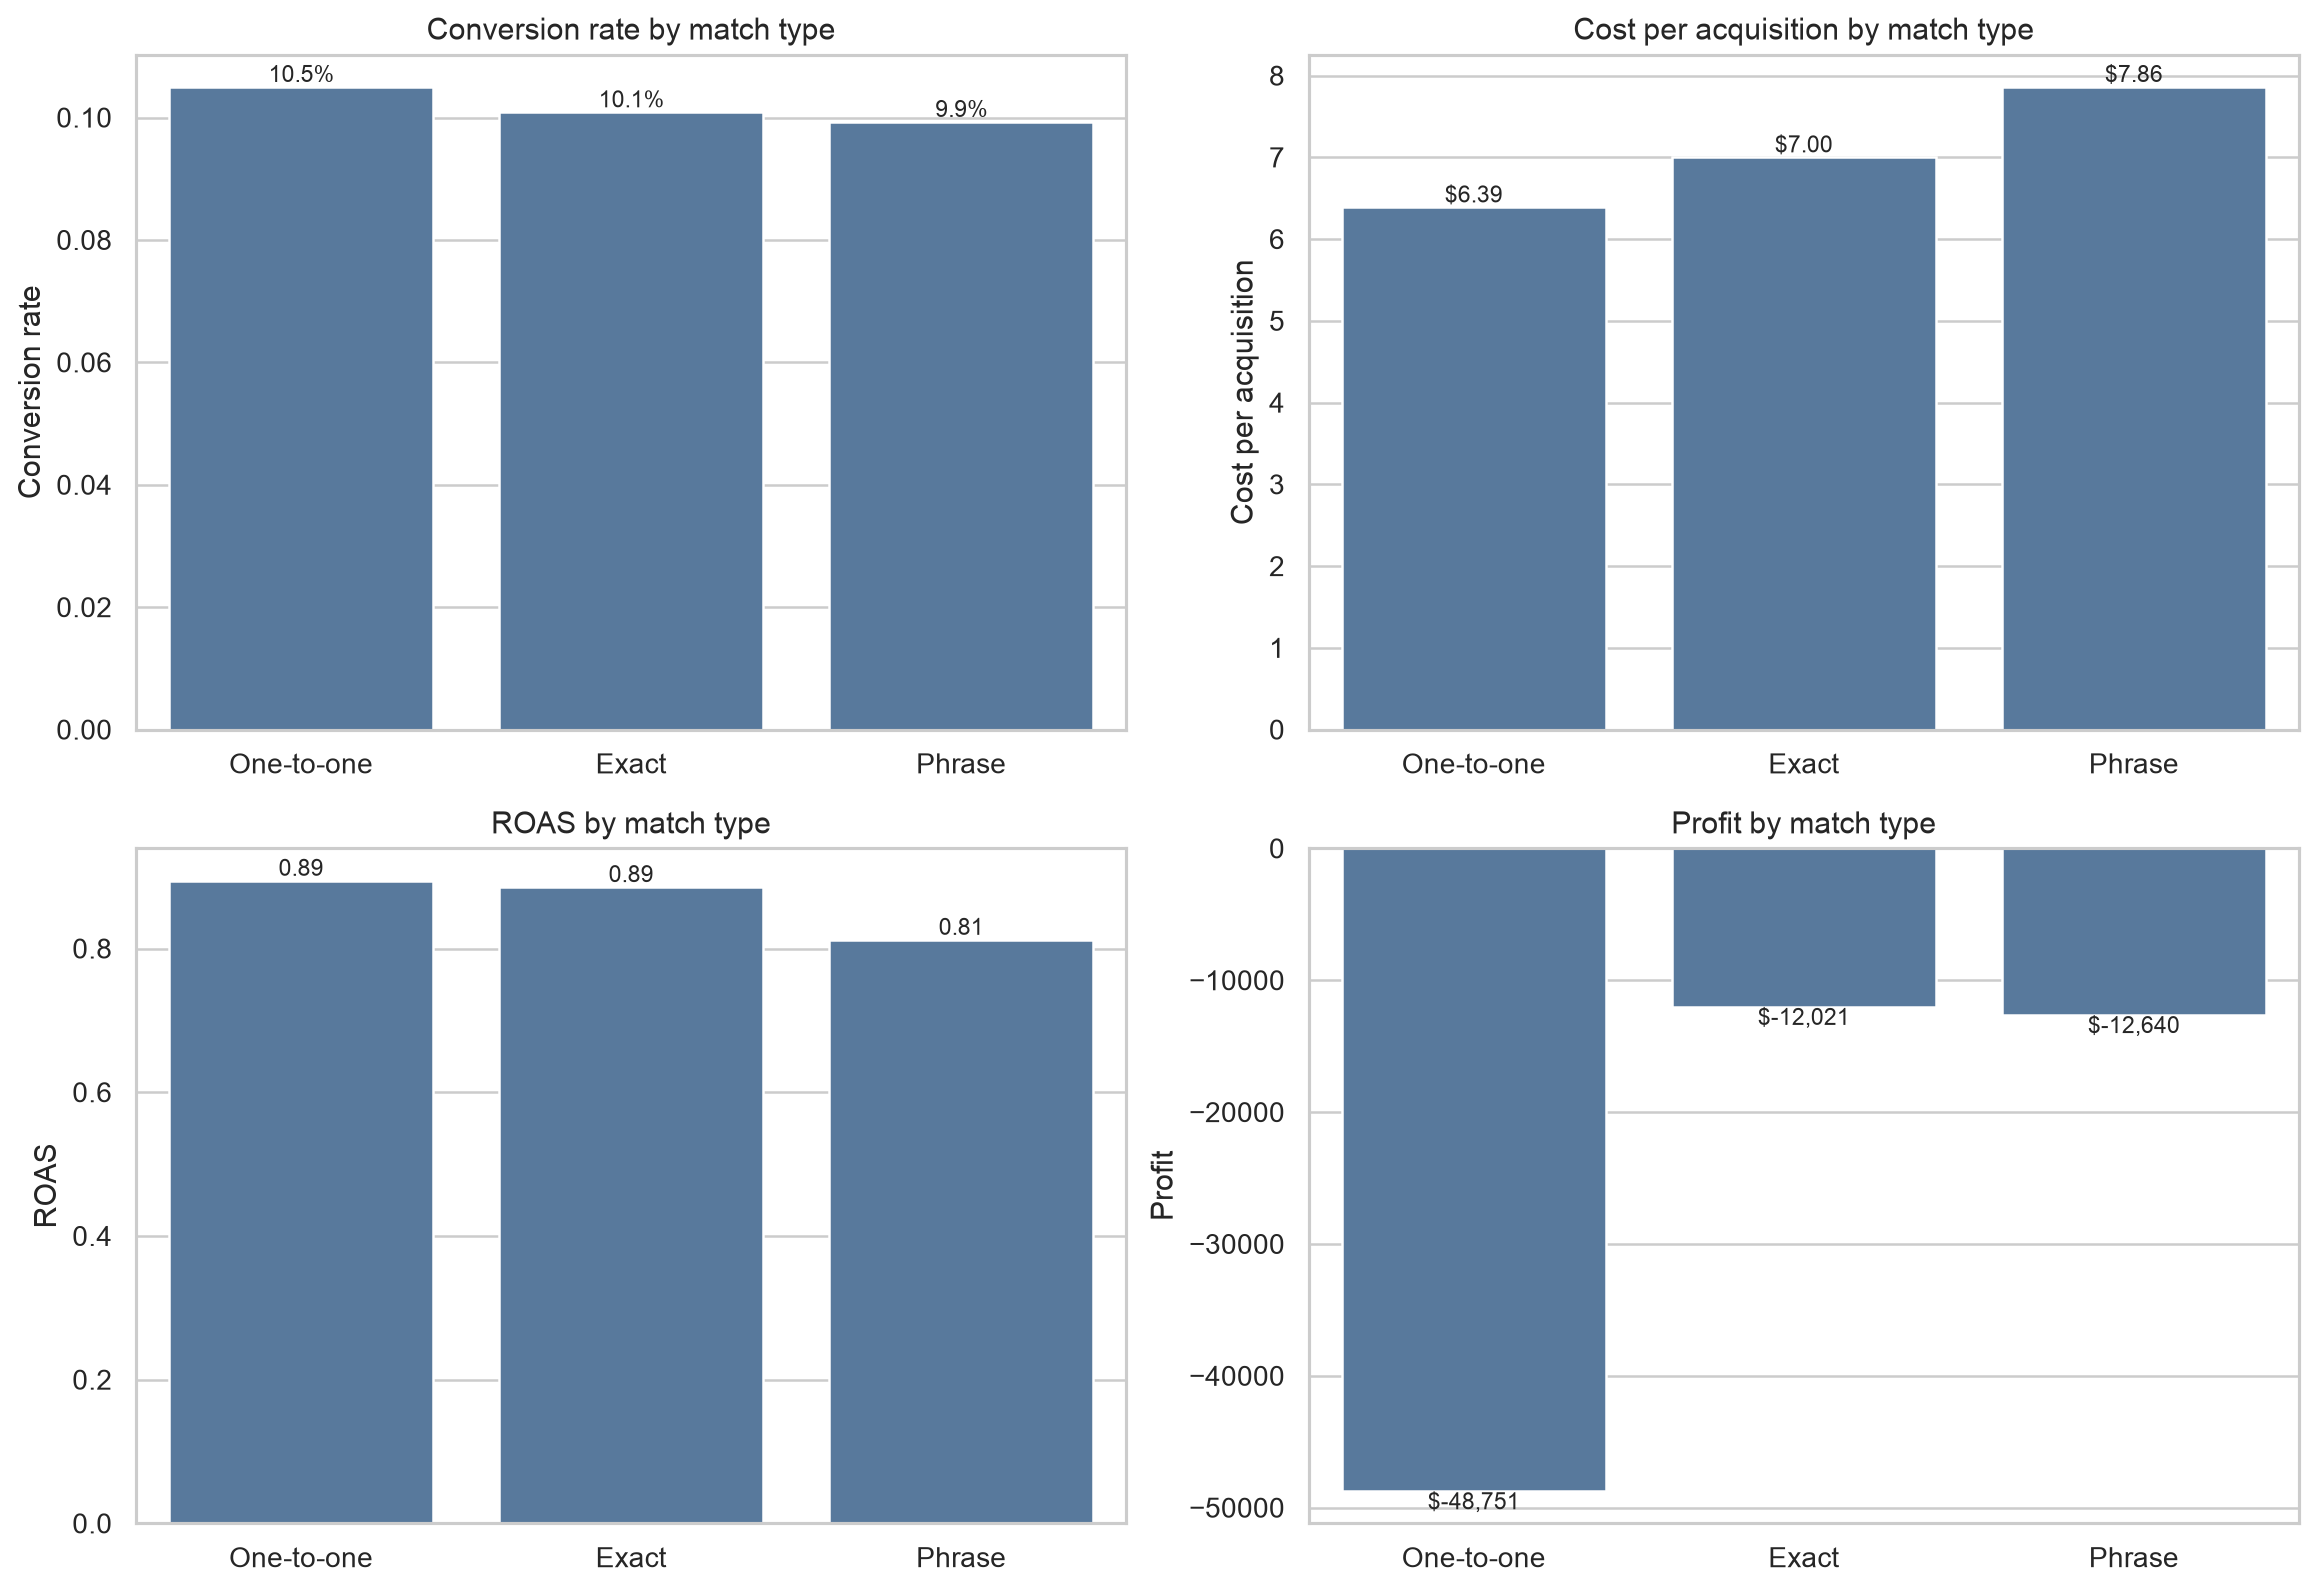 Conversion rate by match type
Conversion rate
0.10
0.08
0.06
0.04
0.02
0.00
10.5%
10.1%
9.9%
One-to-one
Exact
Phrase
Cost per acquisition by match type
Cost per acquisition
8
7
6
5
4
3
2
1
0
$6.39
$7.00
$7.86
One-to-one
Exact
Phrase
ROAS by match type
ROAS
0.8
0.6
0.4
0.2
0.0
0.89
0.89
0.81
One-to-one
Exact
Phrase
Profit by match type
Profit
0
−10000
−20000
−30000
−40000
−50000
$-48,751
$-12,021
$-12,640
One-to-one
Exact
Phrase